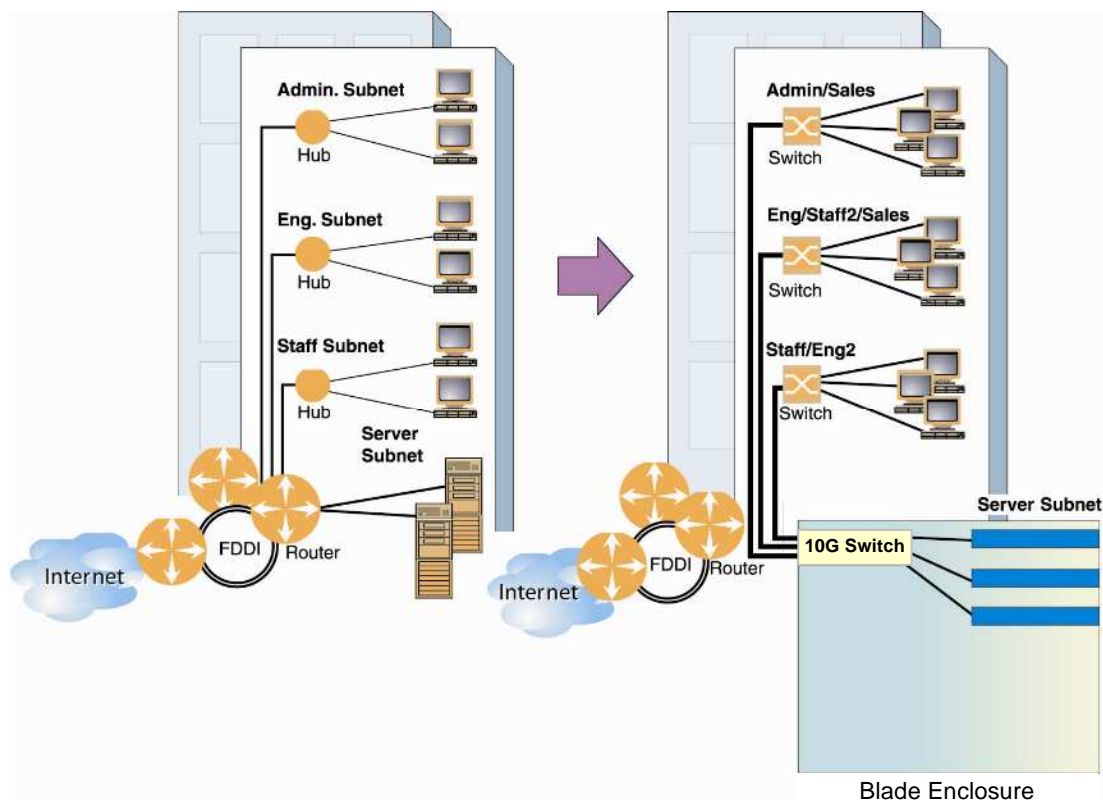 Admin. Subnet
Hub
Eng. Subnet
Hub
Staff Subnet
Hub
Server
Subnet
FDDI
Router
Internet
Admin/Sales
Switch
Eng/Staff2/Sales
Switch
Staff/Eng2
Switch
Server Subnet
10G Switch
FDDI
Router
Internet
Blade Enclosure